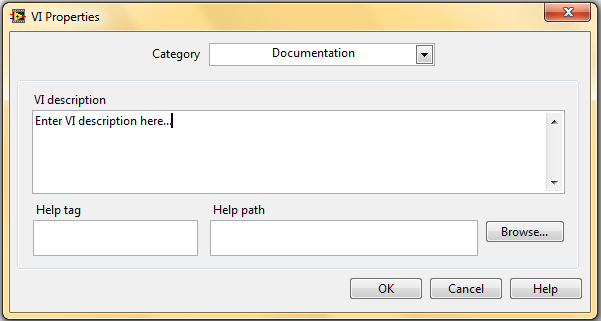 VI Properties
Category Documentation
VI description
Enter VI description here...
Help tag Help path
Browse...
OK Cancel Help